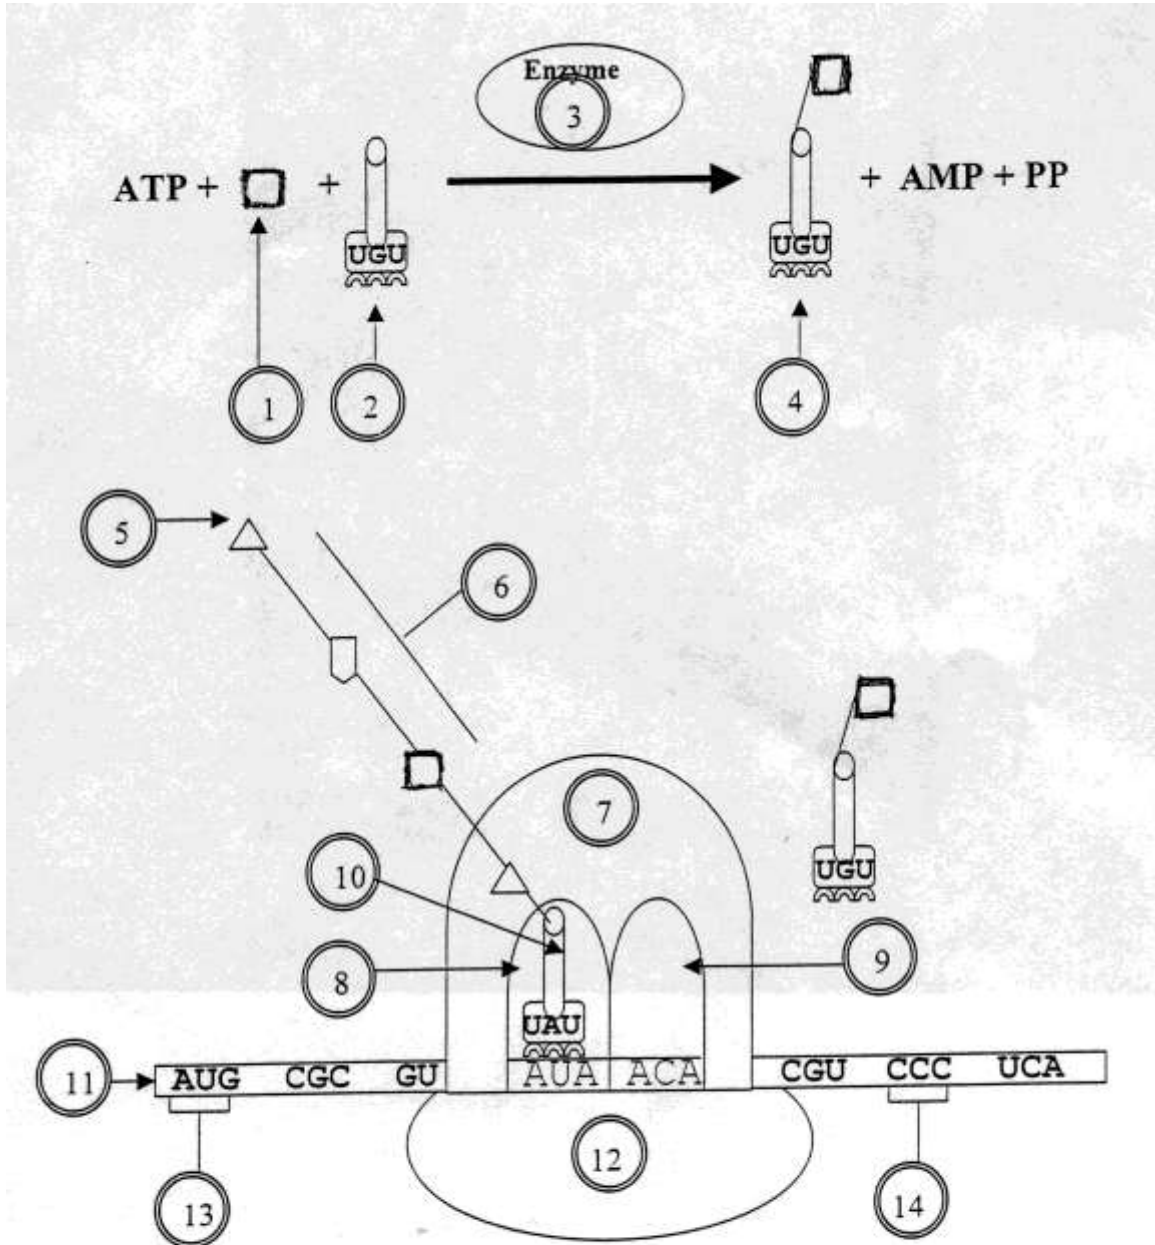 Enzyme
3
ATP + + + AMP + PP
UGU UGU
1 2 4
5
6
7
UGU
10
8 9
UAU
11 AUG CGC GU AUA ACA CGU CCC UCA
12
13 14